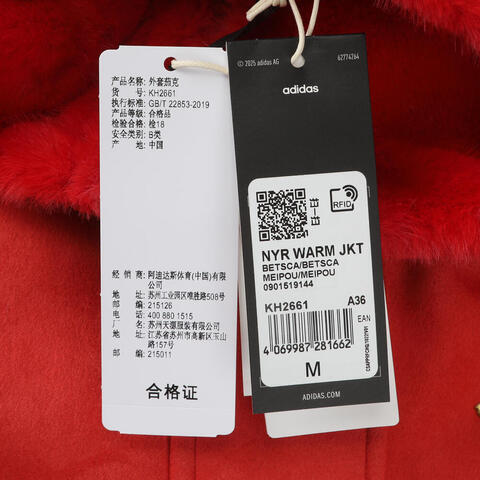 产品名称: 外套茄克
货　　号: KH2661
执行标准: GB/T 22853-2019
产品等级: 合格品
检验合格: 检18
安全类别: B类
产　　地: 中国
经 销 商: 阿迪达斯体育(中国)有限
公司
地　　址: 苏州工业园区唯胜路508号
邮　　编: 215126
电　　话: 400 880 1515
厂　　名: 苏州天源服装有限公司
地　　址: 江苏省苏州市高新区玉山
路157号
邮　　编: 215011
合格证
© 2025 adidas AG
62774264
adidas
RFID
NYR WARM JKT
BETSCA/BETSCA
MEIPOU/MEIPOU
0901519144
KH2661 A36
EAN
4 069987 281662
M
ADIDAS.COM